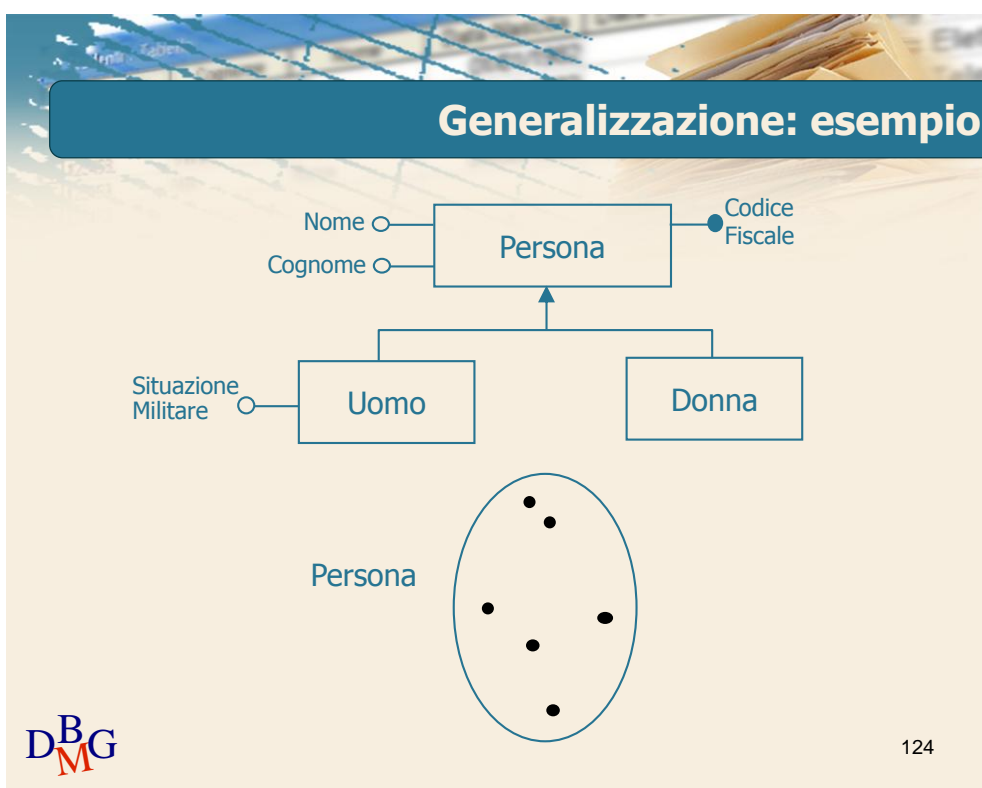 Generalizzazione: esempio
Nome
Cognome
Persona
Codice
Fiscale
Situazione
Militare
Uomo
Donna
Persona
DBMG
124